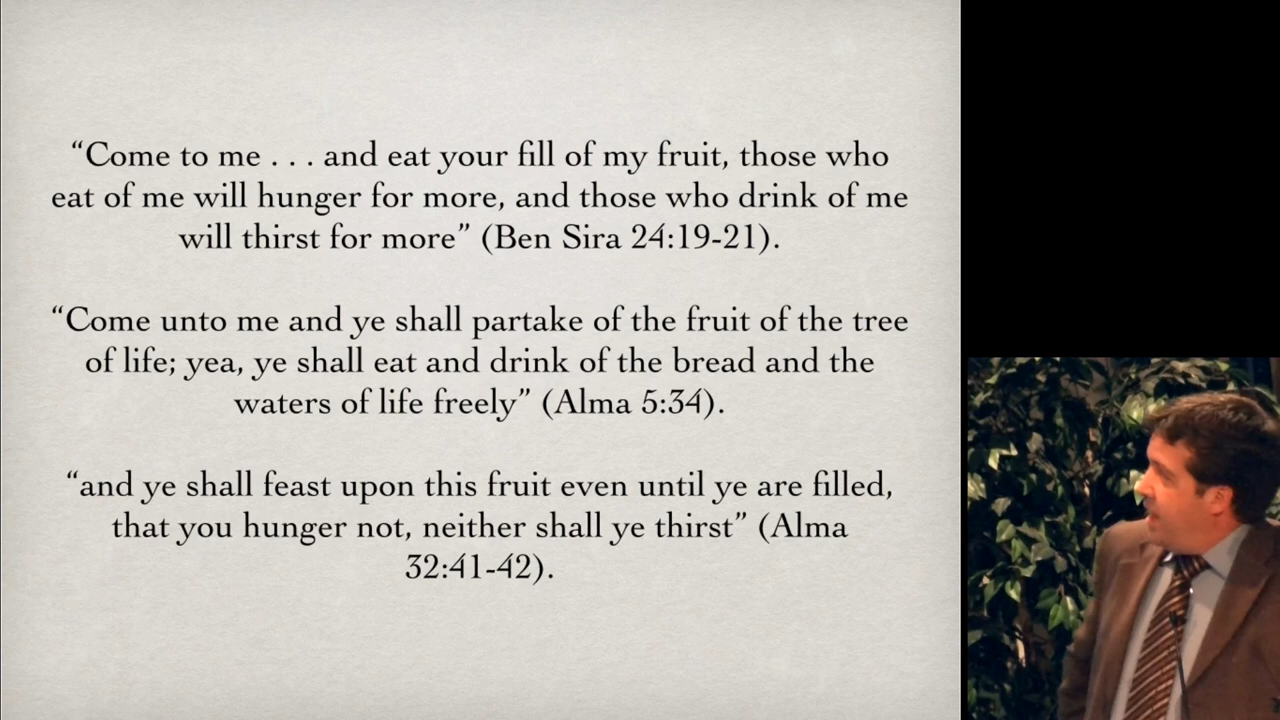 “Come to me . . . and eat your fill of my fruit, those who
eat of me will hunger for more, and those who drink of me
will thirst for more” (Ben Sira 24:19-21).
“Come unto me and ye shall partake of the fruit of the tree
of life; yea, ye shall eat and drink of the bread and the
waters of life freely” (Alma 5:34).
“and ye shall feast upon this fruit even until ye are filled,
that you hunger not, neither shall ye thirst” (Alma
32:41-42).